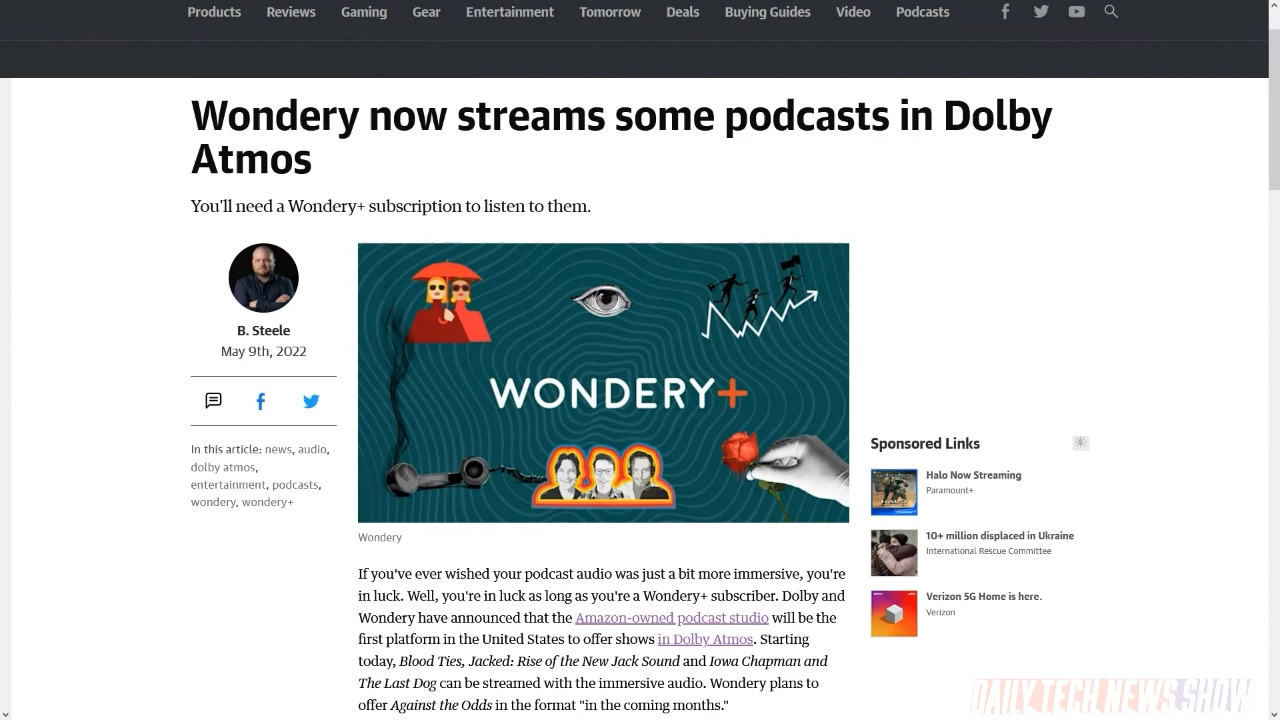 Products Reviews Gaming Gear Entertainment Tomorrow Deals Buying Guides Video Podcasts
Wondery now streams some podcasts in Dolby
Atmos
You'll need a Wondery+ subscription to listen to them.
B. Steele
May 9th, 2022
In this article: news, audio,
dolby atmos,
entertainment, podcasts,
wondery, wondery+
WONDERY+
Wondery
If you've ever wished your podcast audio was just a bit more immersive, you're
in luck. Well, you're in luck as long as you're a Wondery+ subscriber. Dolby and
Wondery have announced that the Amazon-owned podcast studio will be the
first platform in the United States to offer shows in Dolby Atmos. Starting
today, Blood Ties, Jacked: Rise of the New Jack Sound and Iowa Chapman and
The Last Dog can be streamed with the immersive audio. Wondery plans to
offer Against the Odds in the format "in the coming months."
Sponsored Links
Halo Now Streaming
Paramount+
HALO
10+ million displaced in Ukraine
International Rescue Committee
Verizon 5G Home is here.
Verizon
DAILY TECH NEWS SHOW